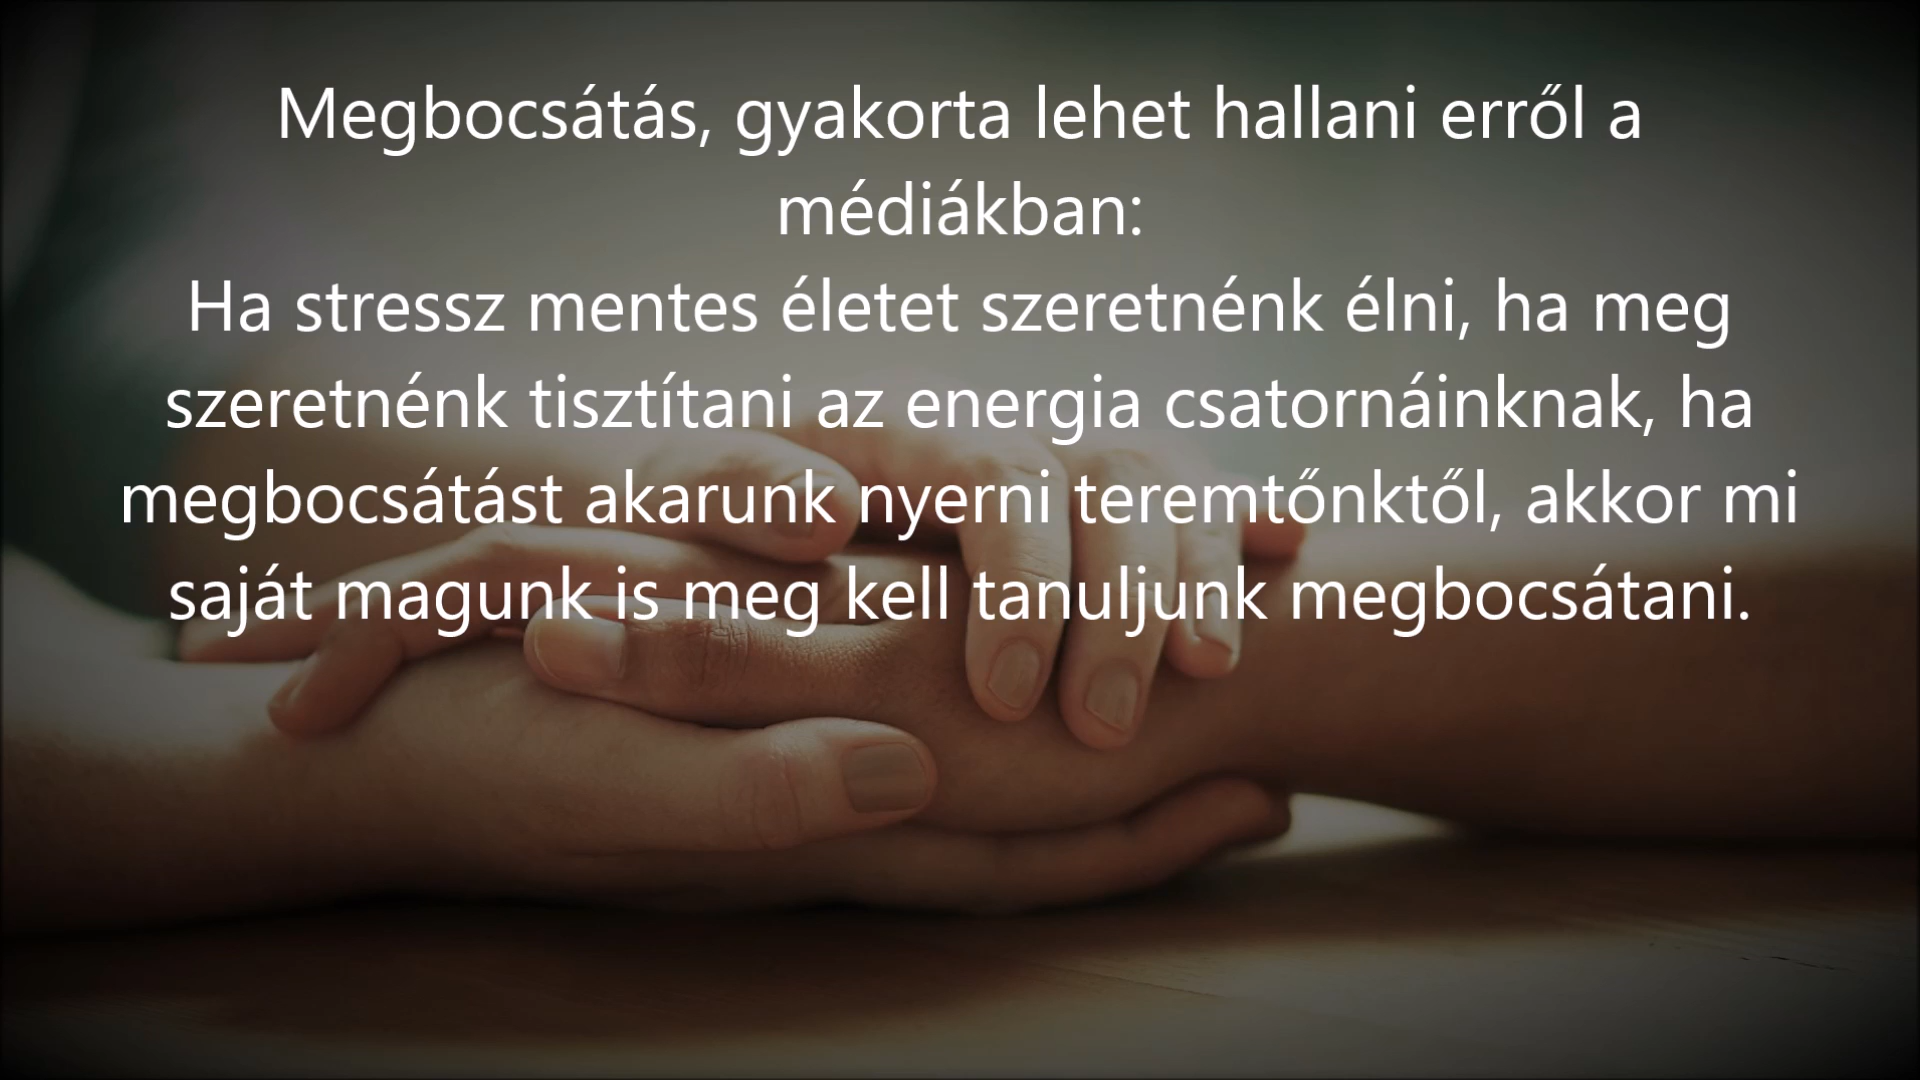 Megbocsátás, gyakorta lehet hallani erről a
médiákban:
Ha stressz mentes életet szeretnénk élni, ha meg
szeretnénk tisztítani az energia csatornáinknak, ha
megbocsátást akarunk nyerni teremtőnktől, akkor mi
saját magunk is meg kell tanuljunk megbocsátani.